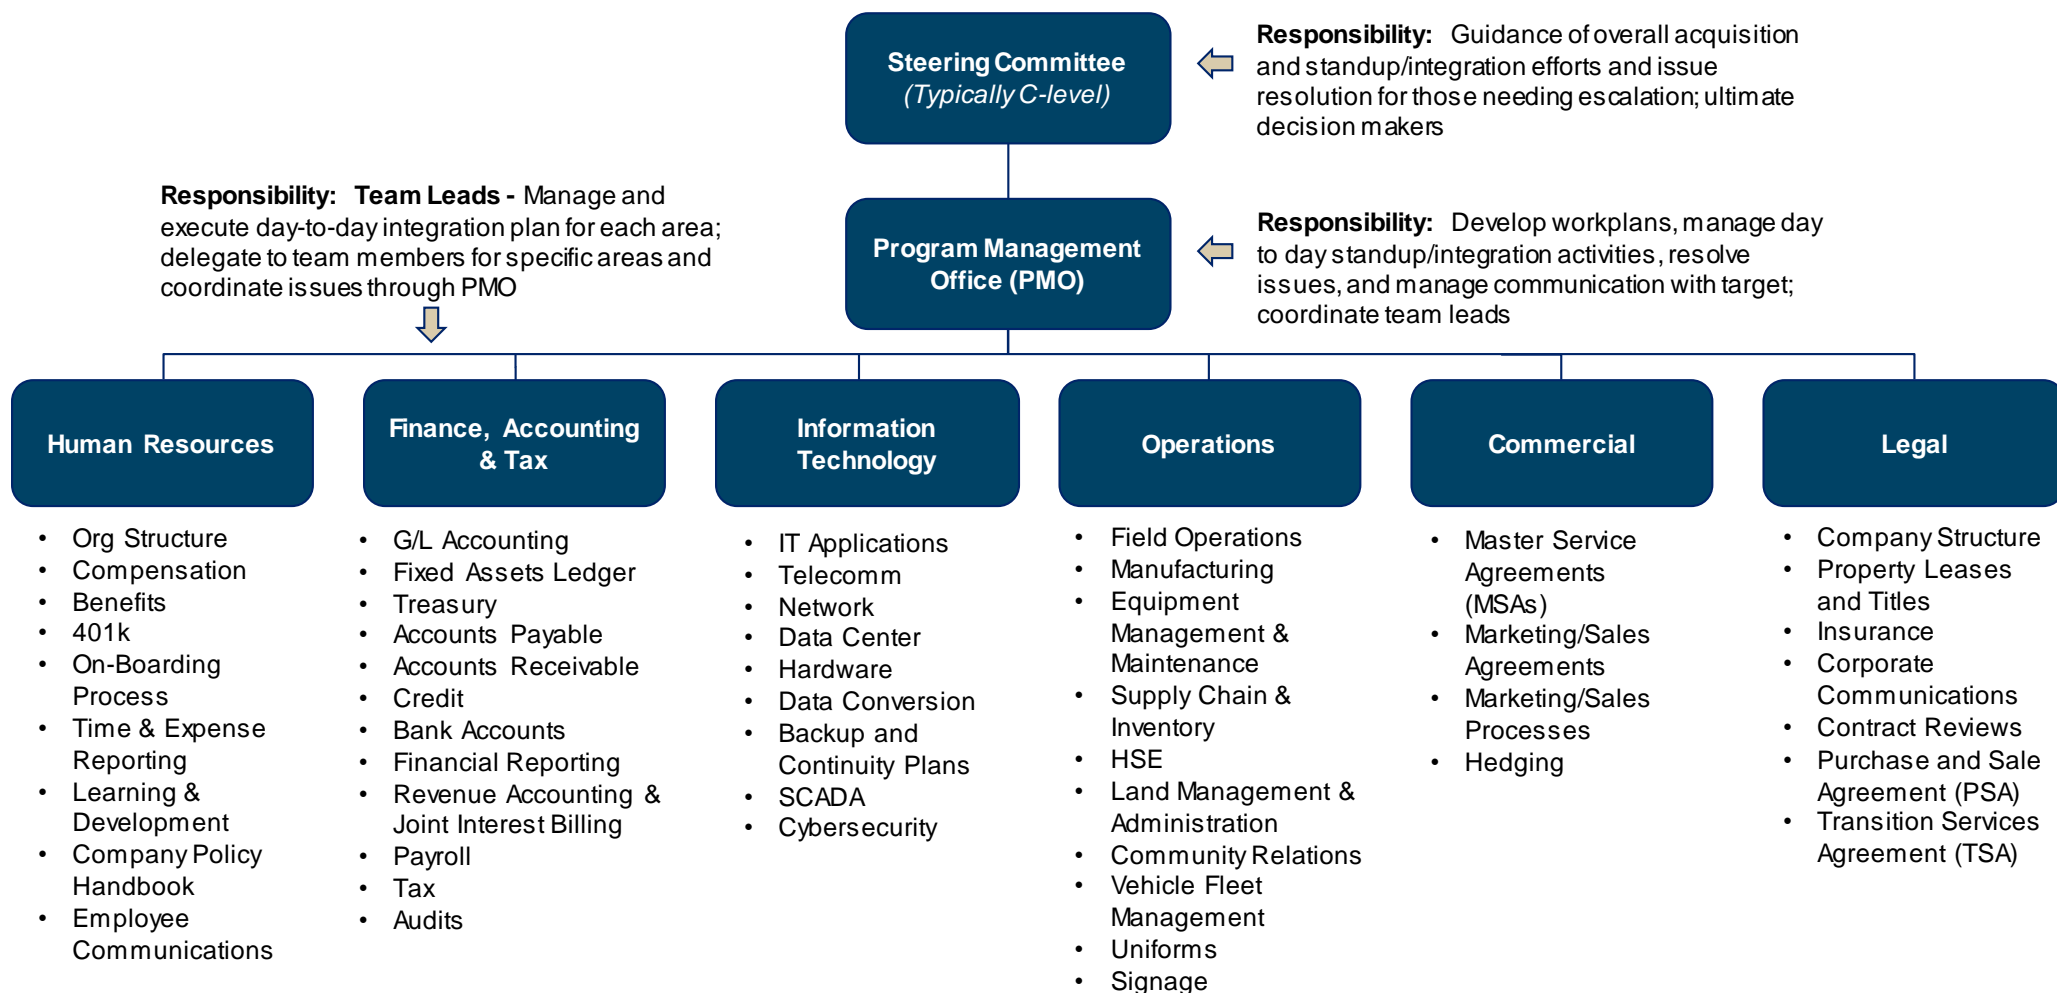 Steering Committee
(Typically C-level)
Responsibility: Guidance of overall acquisition
and standup/integration efforts and issue
resolution for those needing escalation; ultimate
decision makers
Responsibility: Team Leads - Manage and
execute day-to-day integration plan for each area;
delegate to team members for specific areas and
coordinate issues through PMO
Program Management
Office (PMO)
Responsibility: Develop workplans, manage day
to day standup/integration activities, resolve
issues, and manage communication with target;
coordinate team leads
Human Resources
• Org Structure
• Compensation
• Benefits
• 401k
• On-Boarding
Process
• Time & Expense
Reporting
• Learning &
Development
• Company Policy
Handbook
• Employee
Communications
Finance, Accounting
& Tax
• G/L Accounting
• Fixed Assets Ledger
• Treasury
• Accounts Payable
• Accounts Receivable
• Credit
• Bank Accounts
• Financial Reporting
• Revenue Accounting &
Joint Interest Billing
• Payroll
• Tax
• Audits
Information
Technology
• IT Applications
• Telecomm
• Network
• Data Center
• Hardware
• Data Conversion
• Backup and
Continuity Plans
• SCADA
• Cybersecurity
Operations
• Field Operations
• Manufacturing
• Equipment
Management &
Maintenance
• Supply Chain &
Inventory
• HSE
• Land Management &
Administration
• Community Relations
• Vehicle Fleet
Management
• Uniforms
• Signage
Commercial
• Master Service
Agreements
(MSAs)
• Marketing/Sales
Agreements
• Marketing/Sales
Processes
• Hedging
Legal
• Company Structure
• Property Leases
and Titles
• Insurance
• Corporate
Communications
• Contract Reviews
• Purchase and Sale
Agreement (PSA)
• Transition Services
Agreement (TSA)